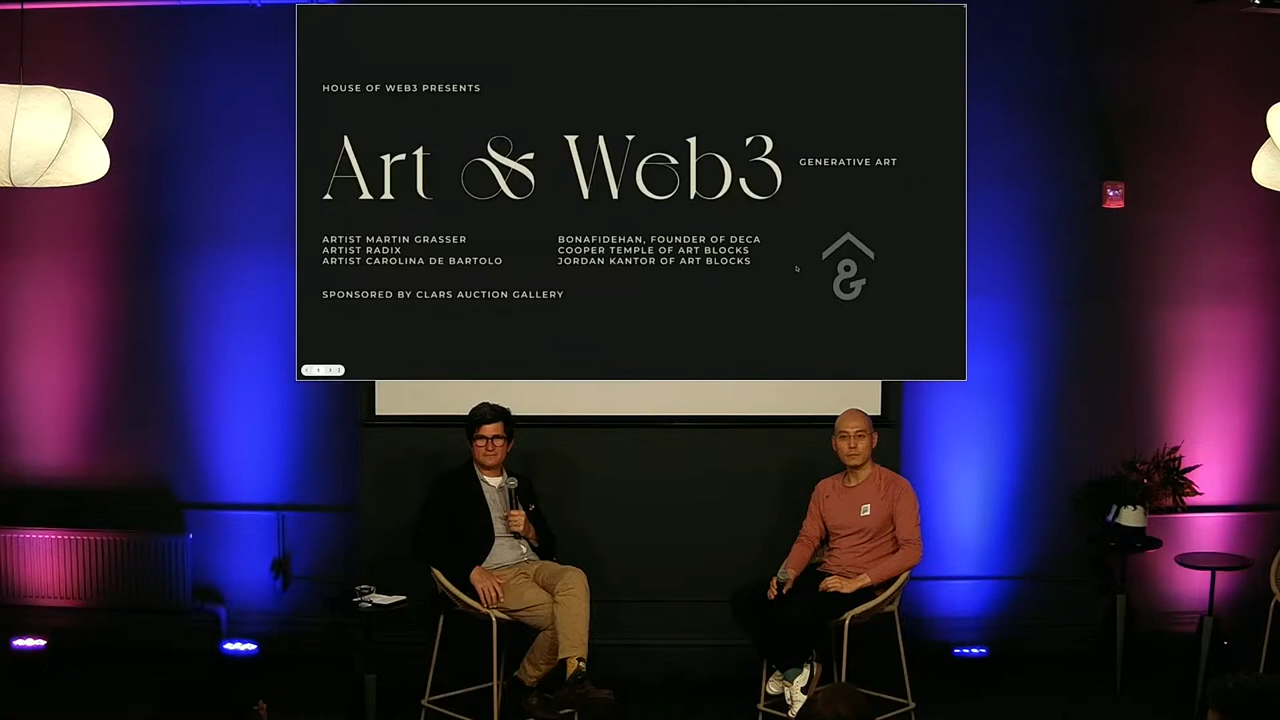 HOUSE OF WEB3 PRESENTS
Art & Web3
GENERATIVE ART
ARTIST MARTIN GRASSER
ARTIST RADIX
ARTIST CAROLINA DE BARTOLO
BONAFIDEHAN, FOUNDER OF DECA
COOPER TEMPLE OF ART BLOCKS
JORDAN KANTOR OF ART BLOCKS
&
SPONSORED BY CLARS AUCTION GALLERY
1